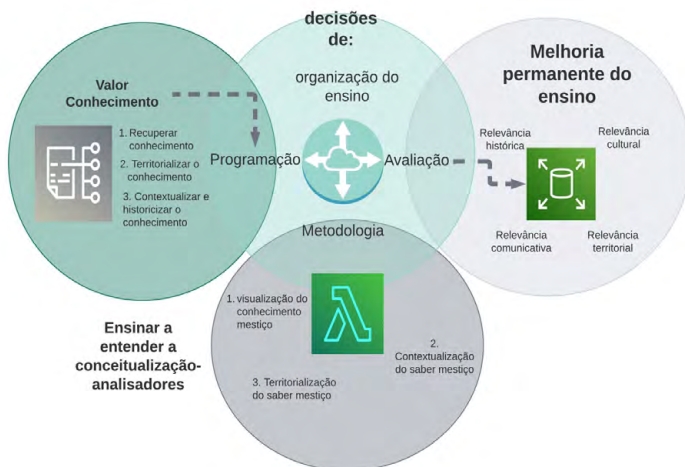 decisões
de:
organização do
ensino
Valor
Conhecimento
1. Recuperar
conhecimento
2. Territorializar o
conhecimento
3. Contextualizar e
historicizar o
conhecimento
Programação
Avaliação
Metodologia
Melhoria
permanente do
ensino
Relevância
histórica
Relevância
cultural
Relevância
comunicativa
Relevância
territorial
1. visualização do
conhecimento
mestiço
2.
Contextualização
do saber mestiço
3. Territorialização
do saber mestiço
Ensinar a
entender a
conceitualização-
analisadores